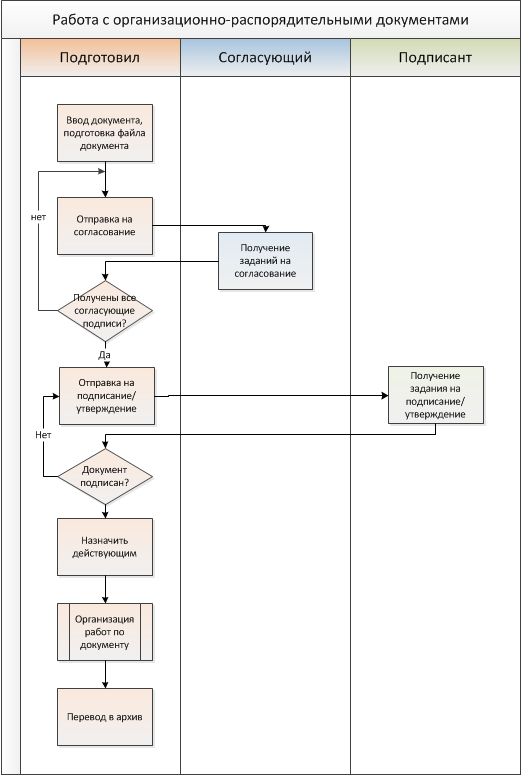 Работа с организационно-распорядительными документами
Подготовил
Согласующий
Подписант
Ввод документа,
подготовка файла
документа
нет
Отправка на
согласование
Получение
заданий на
согласование
Получены все
согласующие
подписи?
Да
Отправка на
подписание/
утверждение
Получение
задания на
подписание/
утверждение
Нет
Документ
подписан?
Назначить
действующим
Организация
работ по
документу
Перевод в архив